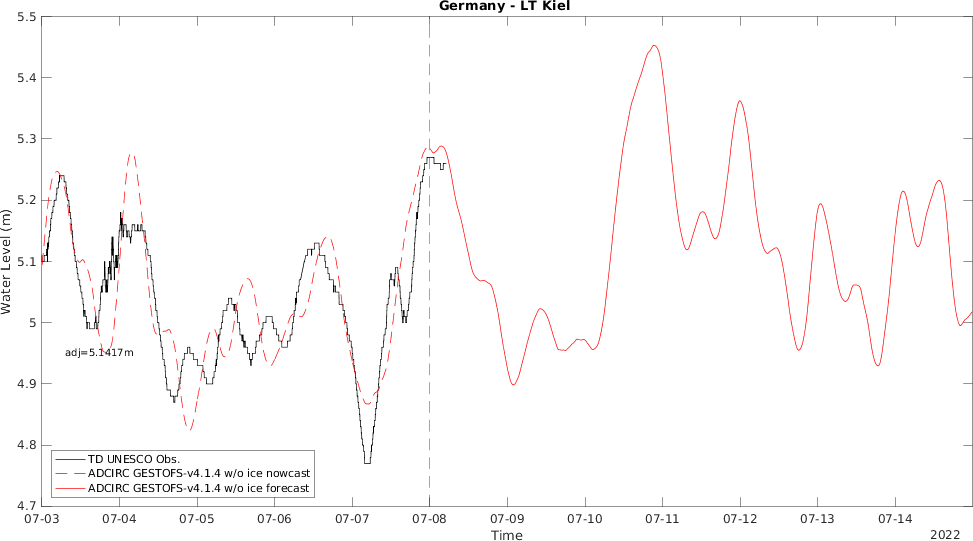 Germany - LT Kiel
5.5
5.4
5.3
5.2
5.1
5
4.9
4.8
4.7
Water Level (m)
adj=5.1417m
TD UNESCO Obs.
ADCIRC GESTOFS-v4.1.4 w/o ice nowcast
ADCIRC GESTOFS-v4.1.4 w/o ice forecast
07-03 07-04 07-05 07-06 07-07 07-08 07-09 07-10 07-11 07-12 07-13 07-14
Time
2022